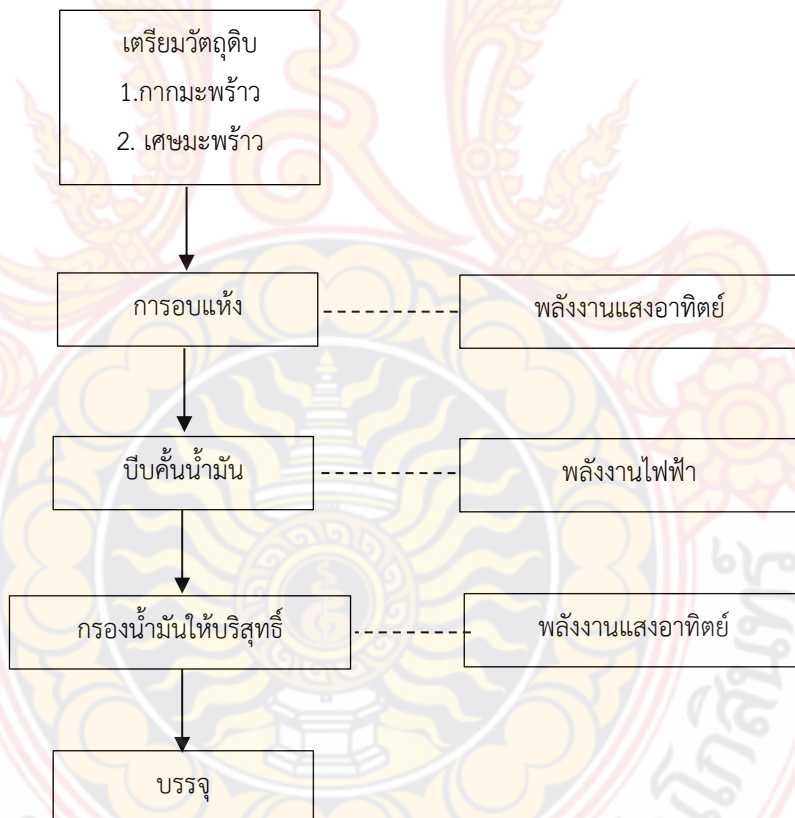 เตรียมวัตถุดิบ
1.กากมะพร้าว
2. เศษมะพร้าว
การอบแห้ง
พลังงานแสงอาทิตย์
บีบคั้นน้ำมัน
พลังงานไฟฟ้า
กรองน้ำมันให้บริสุทธิ์
พลังงานแสงอาทิตย์
บรรจุ